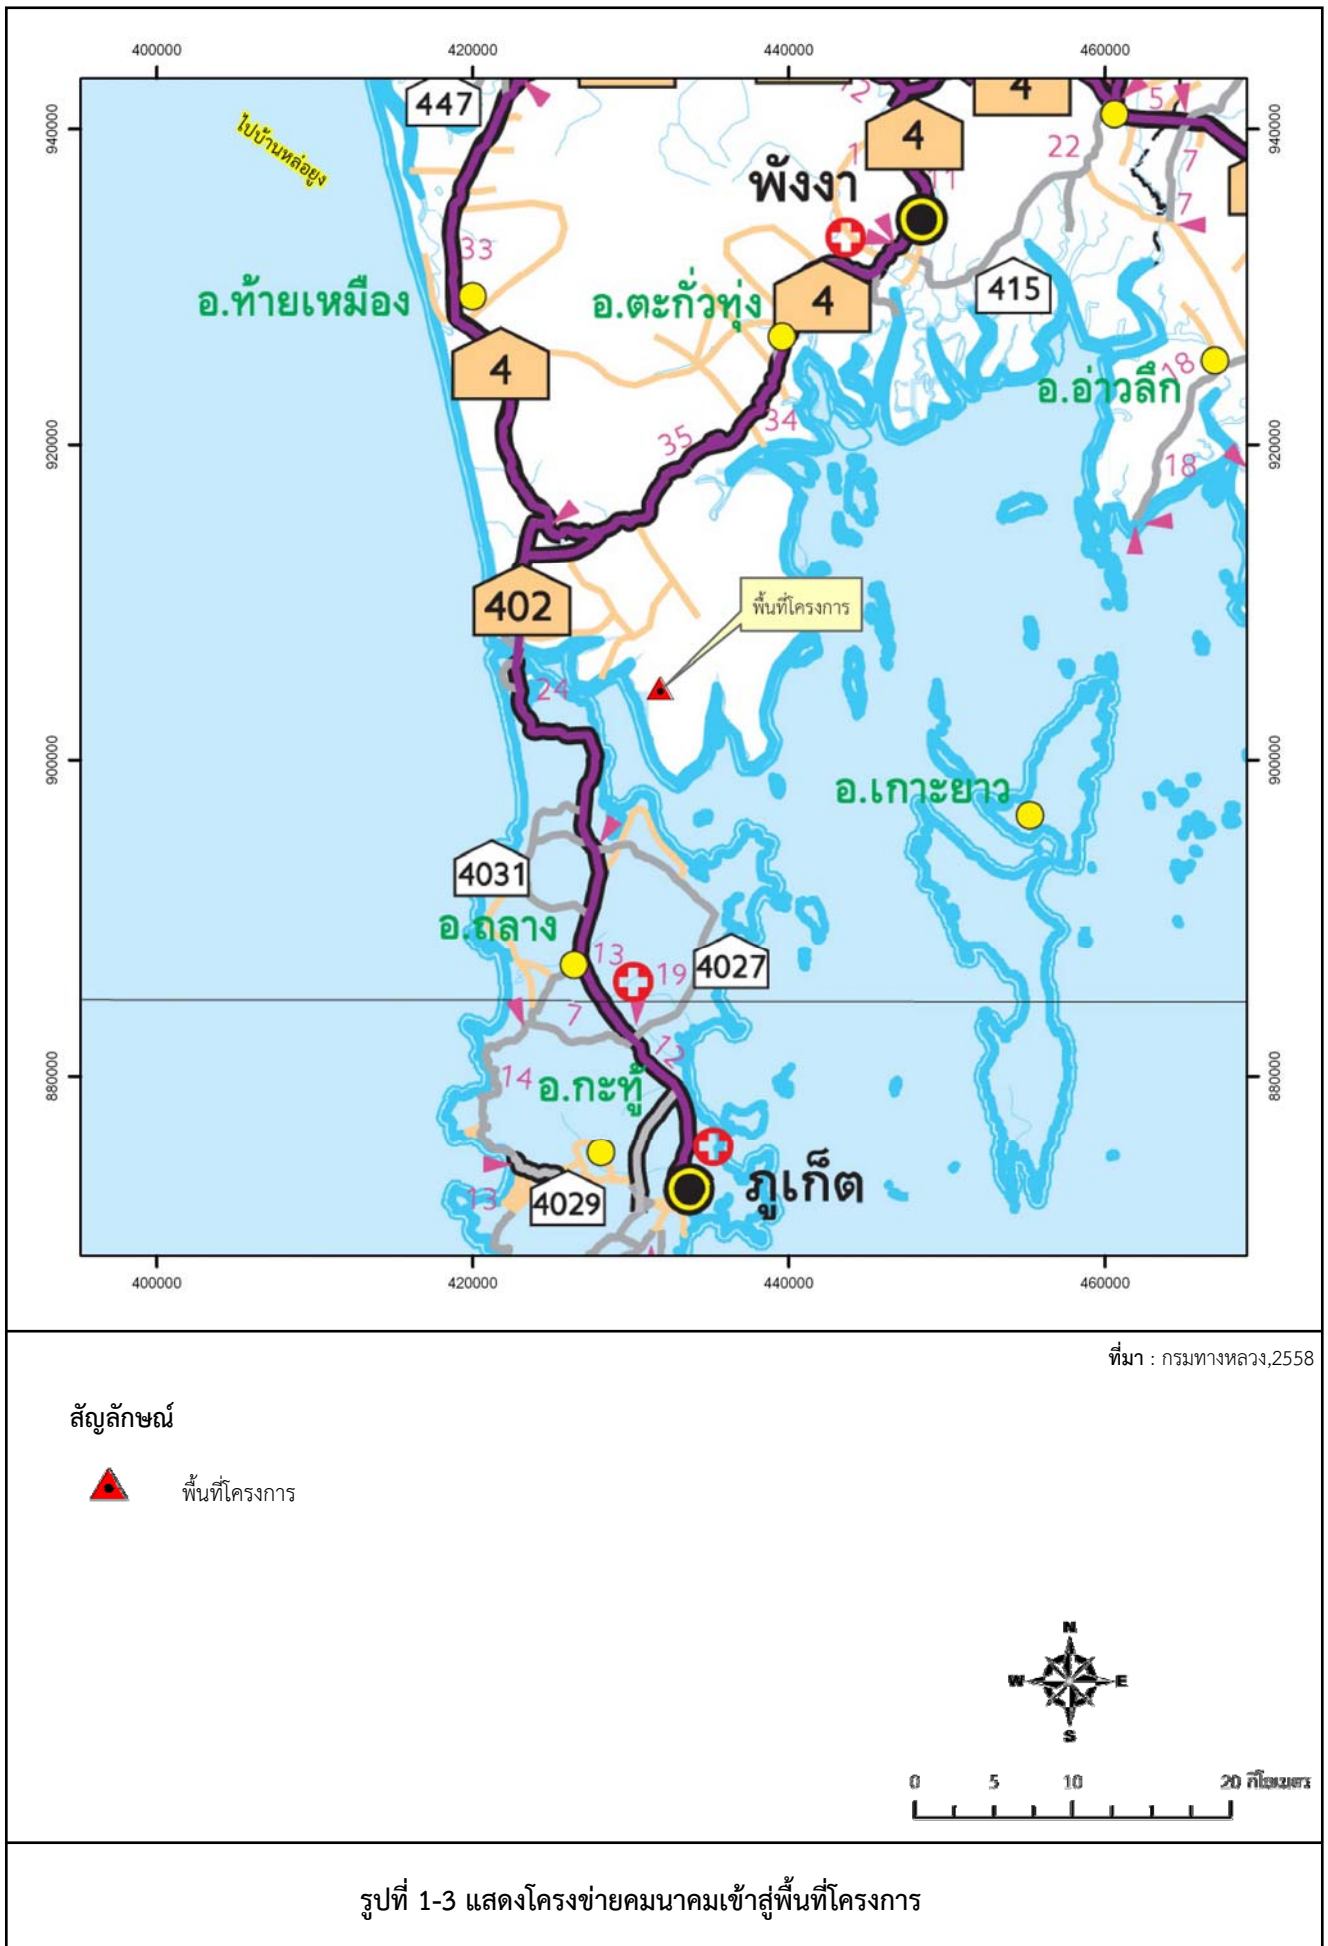 400000 420000 440000 460000
940000
940000
447
4
5
ไปบ้านหล่อยูง
4
22
7
พังงา
11
7
33
415
อ.ท้ายเหมือง
อ.ตะกั่วทุ่ง
4
4
18
อ.อ่าวลึก
34
35
920000
920000
18
402
พื้นที่โครงการ
24
900000
900000
อ.เกาะยาว
4031
อ.ถลาง
13
19
4027
7
12
14
อ.กะทู้
880000
880000
13
4029
ภูเก็ต
400000 420000 440000 460000
ที่มา : กรมทางหลวง,2558
สัญลักษณ์
พื้นที่โครงการ
N
W E
S
0 5 10 20 กิโลเมตร
รูปที่ 1-3 แสดงโครงข่ายคมนาคมเข้าสู่พื้นที่โครงการ